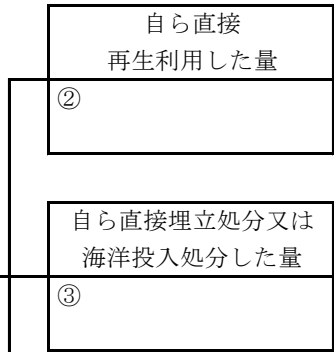 自ら直接
再生利用した量
②
自ら直接埋立処分又は
海洋投入処分した量
③